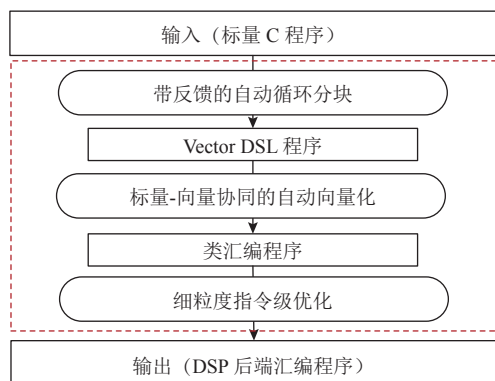 输入（标量 C 程序）
带反馈的自动循环分块
Vector DSL 程序
标量-向量协同的自动向量化
类汇编程序
细粒度指令级优化
输出（DSP 后端汇编程序）